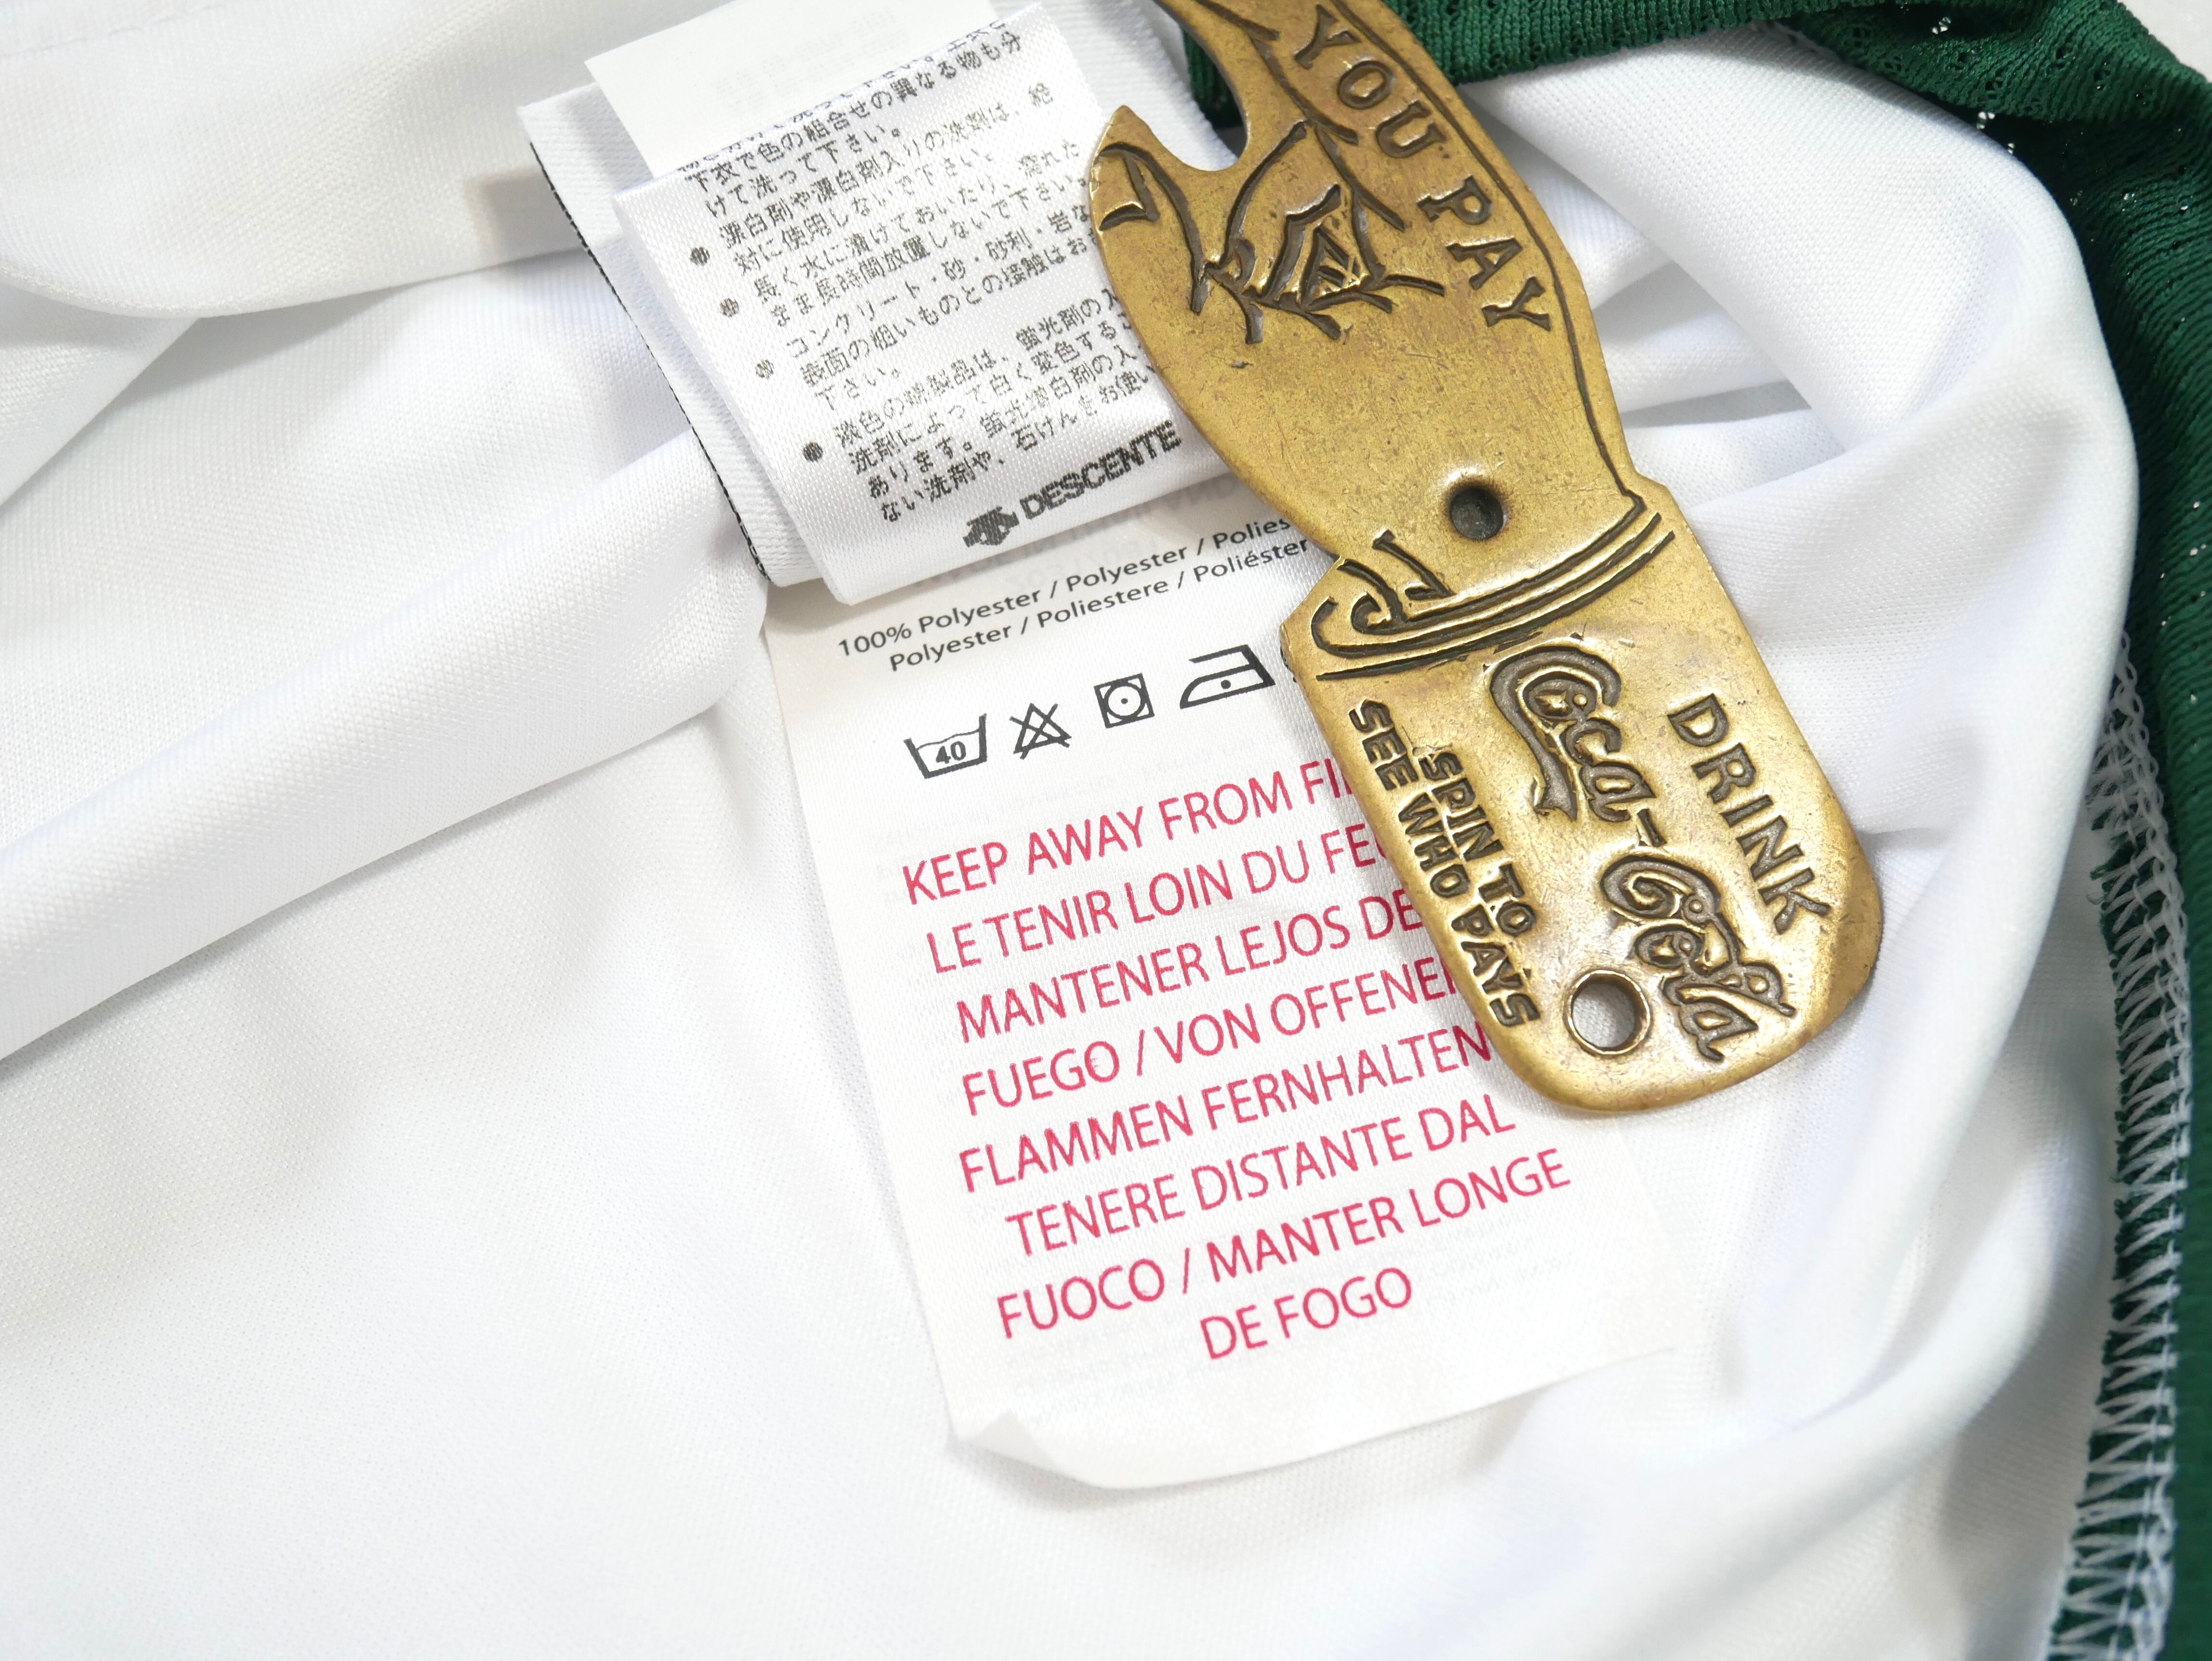 下衣で色の組合せの異なる物も分
けて洗って下さい。
漂白剤や漂白剤入りの洗剤は、絶
対に使用しないで下さい。
● 長く水に漬けておいたり、濡れた
まま長時間放置しないで下さい。
● コンクリート・砂・砂利・岩な
表面の粗いものとの接触はお
下さい。
● 淡色の 製品は、蛍光剤の入
洗剤によって白く変色するこ
あります。蛍光漂白剤の入
ない洗剤や、石けんをお使い
DESCENTE
100% Polyester / Polyester / Polies
Polyester / Poliestere / Poliéster
40
KEEP AWAY FROM FI
LE TENIR LOIN DU FE
MANTENER LEJOS DE
FUEGO / VON OFFENE
FLAMMEN FERNHALTEN
TENERE DISTANTE DAL
FUOCO / MANTER LONGE
DE FOGO
YOU PAY
DRINK
Coca-Cola
SPIN TO
SEE WHO PAYS